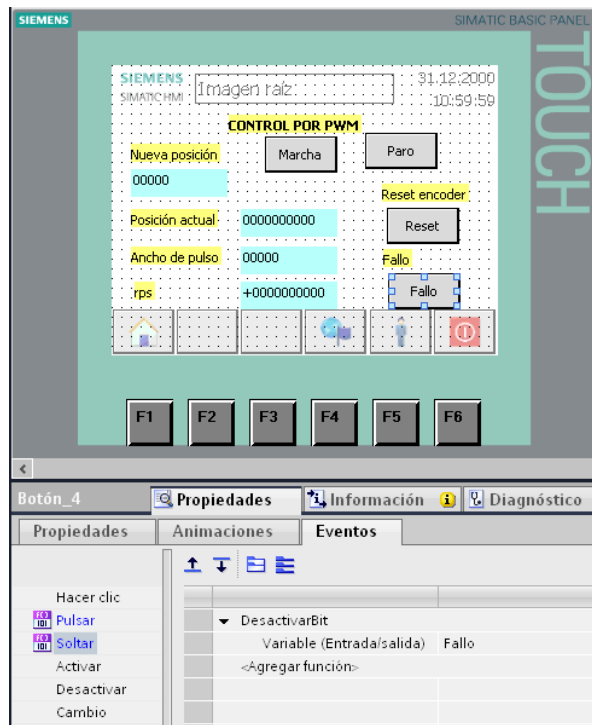 SIEMENS
SIMATIC BASIC PANEL
TOUCH
SIEMENS
SIMATIC HMI
Imagen raíz:
31.12.2000
10:59:59
CONTROL POR PWM
Nueva posición
Marcha
Paro
00000
Reset encoder
Posición actual
0000000000
Reset
Ancho de pulso
00000
Fallo
rps
+0000000000
Fallo
F1 F2 F3 F4 F5 F6
Botón_4
Propiedades
Información
Diagnóstico
Propiedades
Animaciones
Eventos
Hacer clic
Pulsar
DesactivarBit
Soltar
Variable (Entrada/salida)
Fallo
Activar
<Agregar función>
Desactivar
Cambio